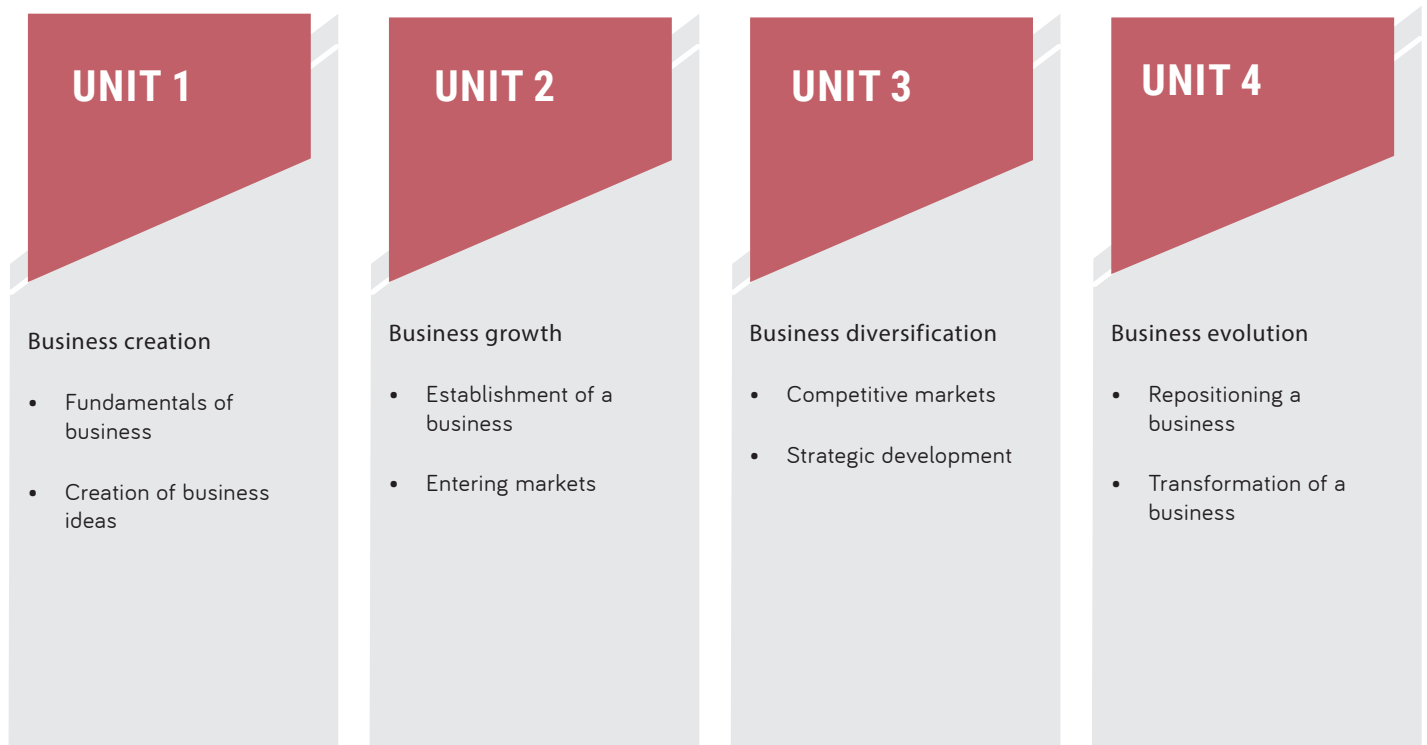 UNIT 1
Business creation
• Fundamentals of
business
• Creation of business
ideas
UNIT 2
Business growth
• Establishment of a
business
• Entering markets
UNIT 3
Business diversification
• Competitive markets
• Strategic development
UNIT 4
Business evolution
• Repositioning a
business
• Transformation of a
business